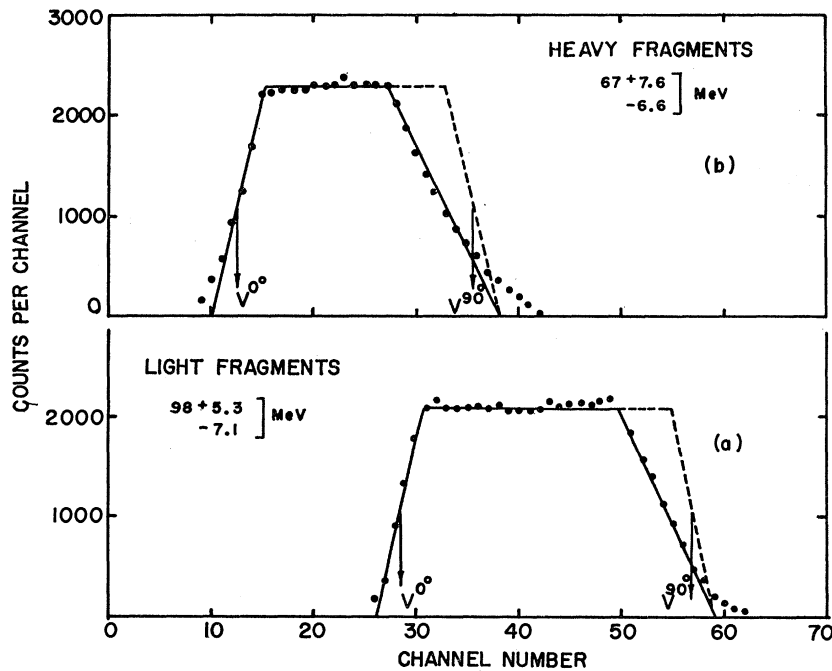 3000
HEAVY FRAGMENTS
67 +7.6
-6.6
MeV
2000
(b)
1000
V0°
V90°
0
COUNTS PER CHANNEL
LIGHT FRAGMENTS
98 +5.3
-7.1
MeV
2000
(a)
1000
V0°
V90°
0 10 20 30 40 50 60 70
CHANNEL NUMBER